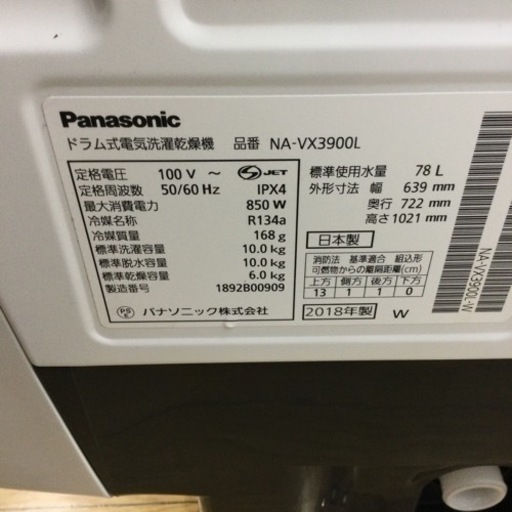 Panasonic
ドラム式電気洗濯乾燥機 品番 NA-VX3900L
定格電圧 100 V ～
定格周波数 50/60 Hz
最大消費電力 850 W
冷媒名称 R134a
冷媒質量 168 g
標準洗濯容量 10.0 kg
標準脱水容量 10.0 kg
標準乾燥容量 6.0 kg
製造番号 1892B00909
PS E パナソニック株式会社
S JET
IPX4
標準使用水量 78 L
外形寸法 幅 639 mm
奥行 722 mm
高さ 1021 mm
日本製
消防法 基準適合 組込形
可燃物からの離隔距離(cm)
上方 側方 後方 下方
13 1 1 0
2018年製 W
NA-VX3900L-W